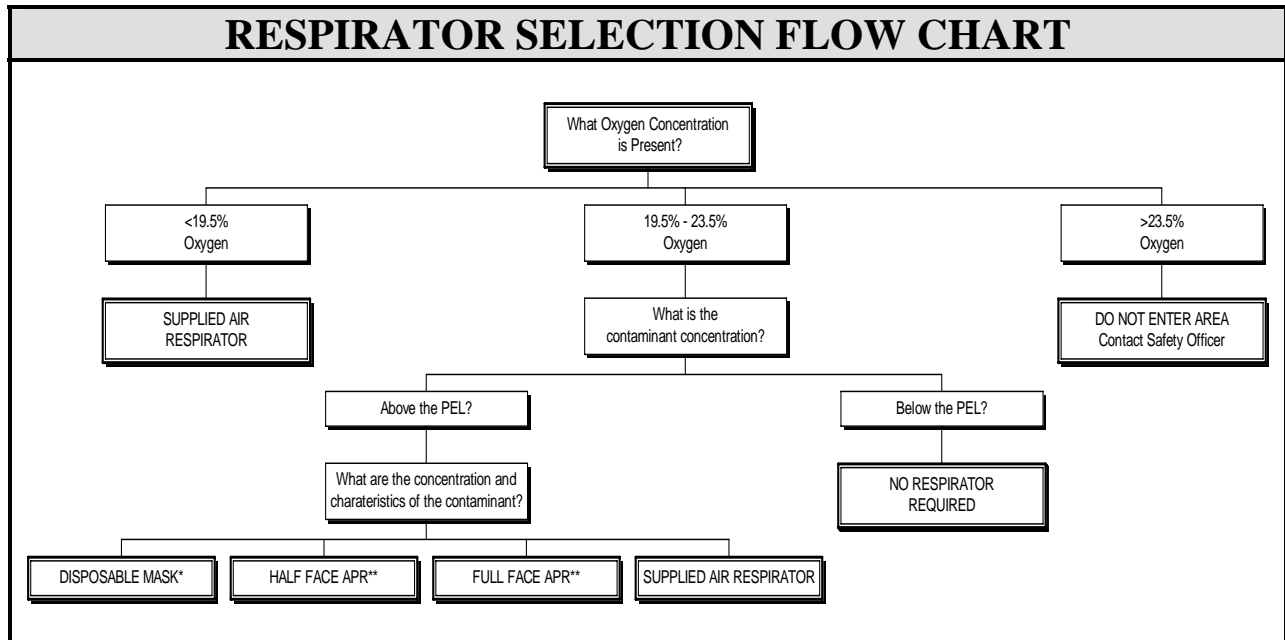 RESPIRATOR SELECTION FLOW CHART
What Oxygen Concentration
is Present?
<19.5%
Oxygen
19.5% - 23.5%
Oxygen
>23.5%
Oxygen
SUPPLIED AIR
RESPIRATOR
What is the
contaminant concentration?
DO NOT ENTER AREA
Contact Safety Officer
Above the PEL?
Below the PEL?
What are the concentration and
charateristics of the contaminant?
NO RESPIRATOR
REQUIRED
DISPOSABLE MASK*
HALF FACE APR**
FULL FACE APR**
SUPPLIED AIR RESPIRATOR